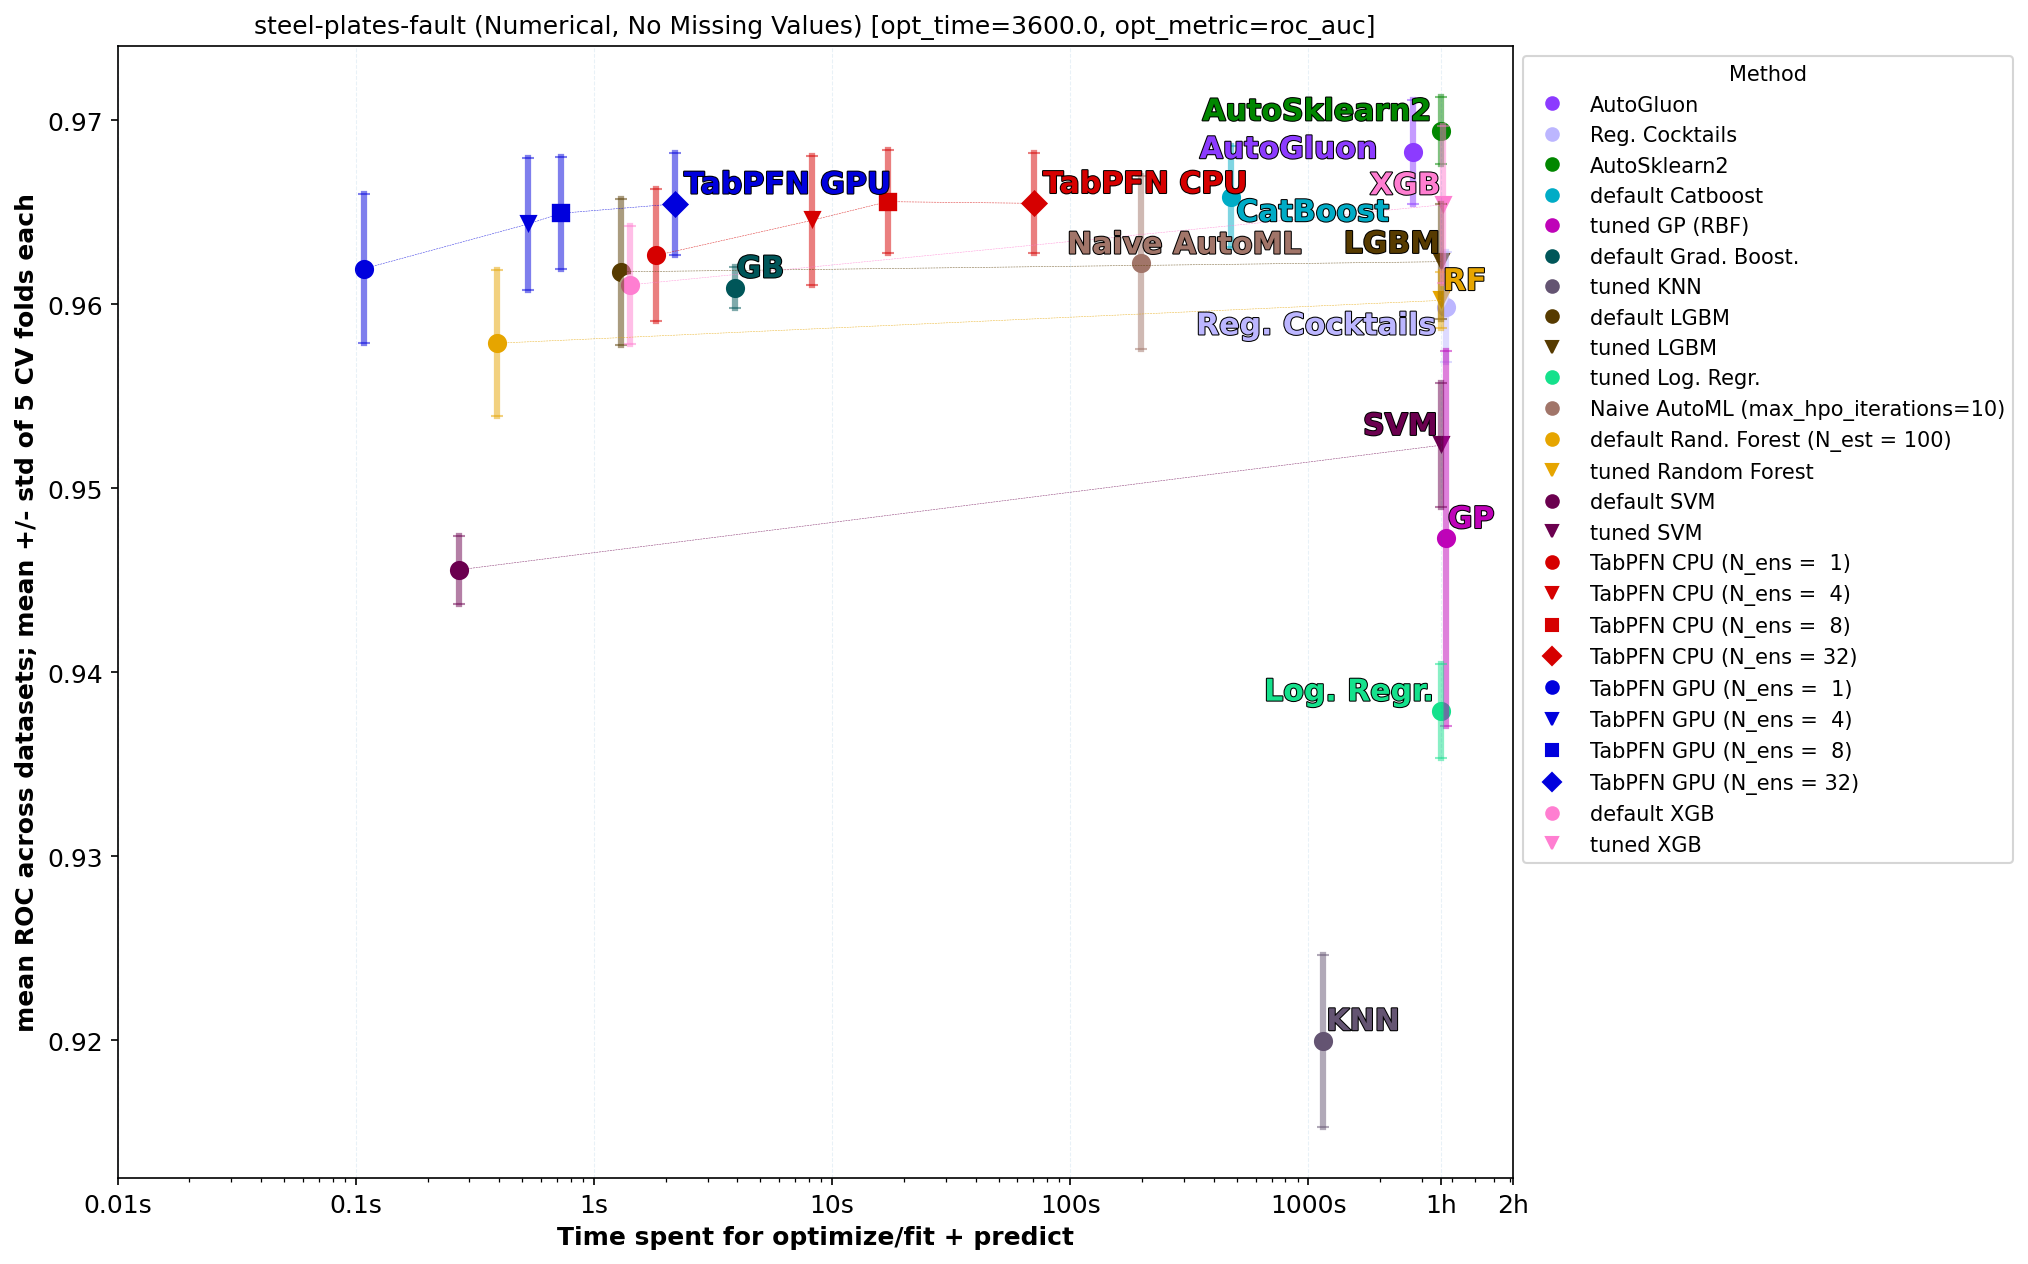 steel-plates-fault (Numerical, No Missing Values) [opt_time=3600.0, opt_metric=roc_auc]
mean ROC across datasets; mean +/- std of 5 CV folds each
0.97
0.96
0.95
0.94
0.93
0.92
AutoSklearn2
AutoGluon
TabPFN GPU
TabPFN CPU
XGB
CatBoost
Naive AutoML
LGBM
GB
RF
Reg. Cocktails
SVM
GP
Log. Regr.
KNN
0.01s
0.1s
1s
10s
100s
1000s
1h
2h
Time spent for optimize/fit + predict
Method
AutoGluon
Reg. Cocktails
AutoSklearn2
default Catboost
tuned GP (RBF)
default Grad. Boost.
tuned KNN
default LGBM
tuned LGBM
tuned Log. Regr.
Naive AutoML (max_hpo_iterations=10)
default Rand. Forest (N_est = 100)
tuned Random Forest
default SVM
tuned SVM
TabPFN CPU (N_ens =  1)
TabPFN CPU (N_ens =  4)
TabPFN CPU (N_ens =  8)
TabPFN CPU (N_ens = 32)
TabPFN GPU (N_ens =  1)
TabPFN GPU (N_ens =  4)
TabPFN GPU (N_ens =  8)
TabPFN GPU (N_ens = 32)
default XGB
tuned XGB